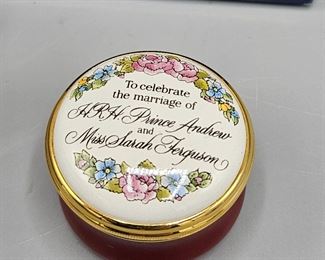 To celebrate
the marriage of
H.R.H. Prince Andrew
and
Miss Sarah Ferguson